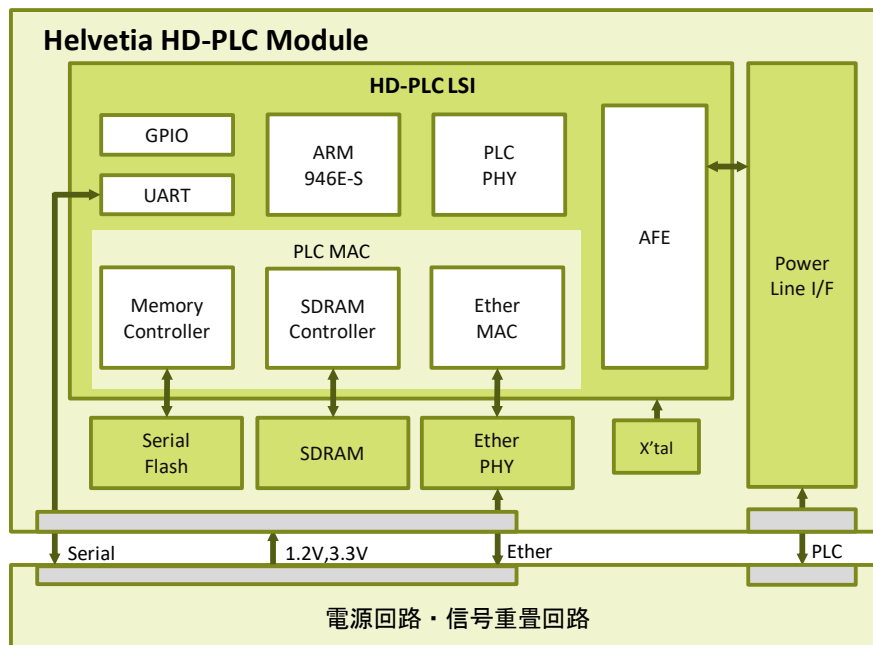 Helvetia HD-PLC Module
HD-PLC LSI
GPIO
UART
ARM
946E-S
PLC
PHY
AFE
Power
Line I/F
PLC MAC
Memory
Controller
SDRAM
Controller
Ether
MAC
Serial
Flash
SDRAM
Ether
PHY
X'tal
Serial
1.2V,3.3V
Ether
PLC
電源回路・信号重畳回路